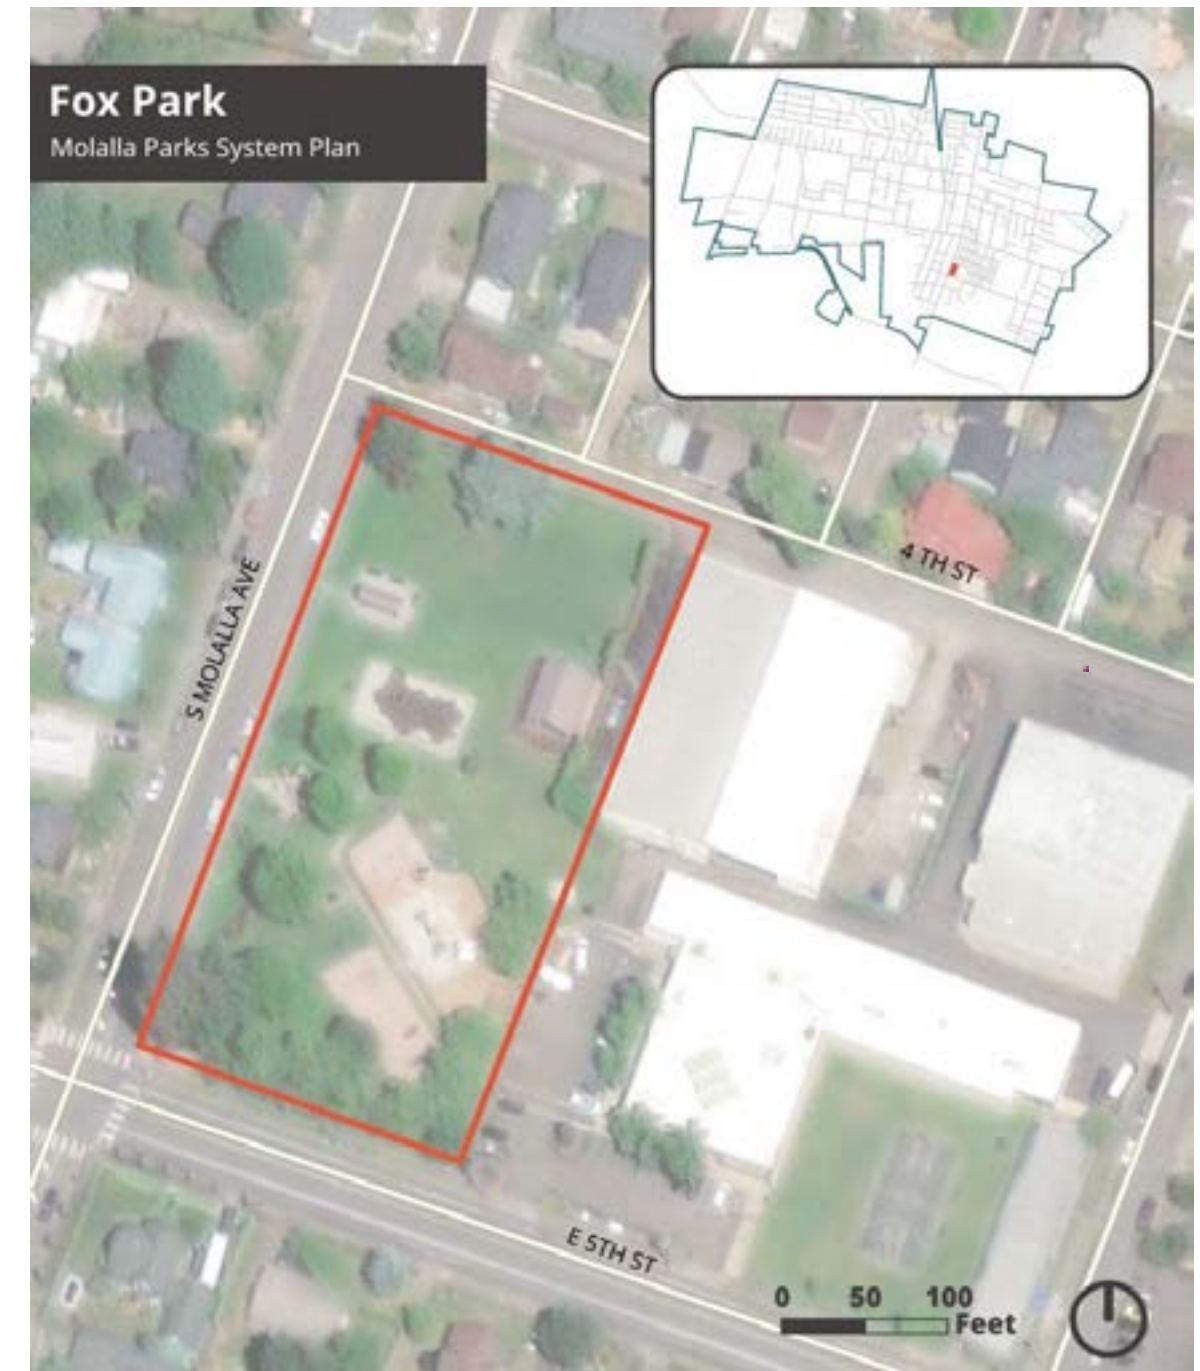 Fox Park
Molalla Parks System Plan
4 TH ST
S MOLALLA AVE
E 5TH ST
0 50 100
Feet